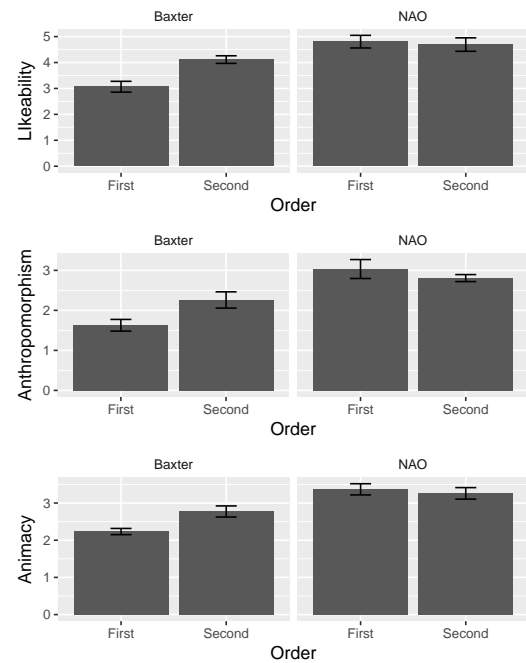 Baxter NAO
5
4
3
2
1
0
LIkeability
First Second First Second
Order
Baxter NAO
3
2
1
0
Anthropomorphism
First Second First Second
Order
Baxter NAO
3
2
1
0
Animacy
First Second First Second
Order